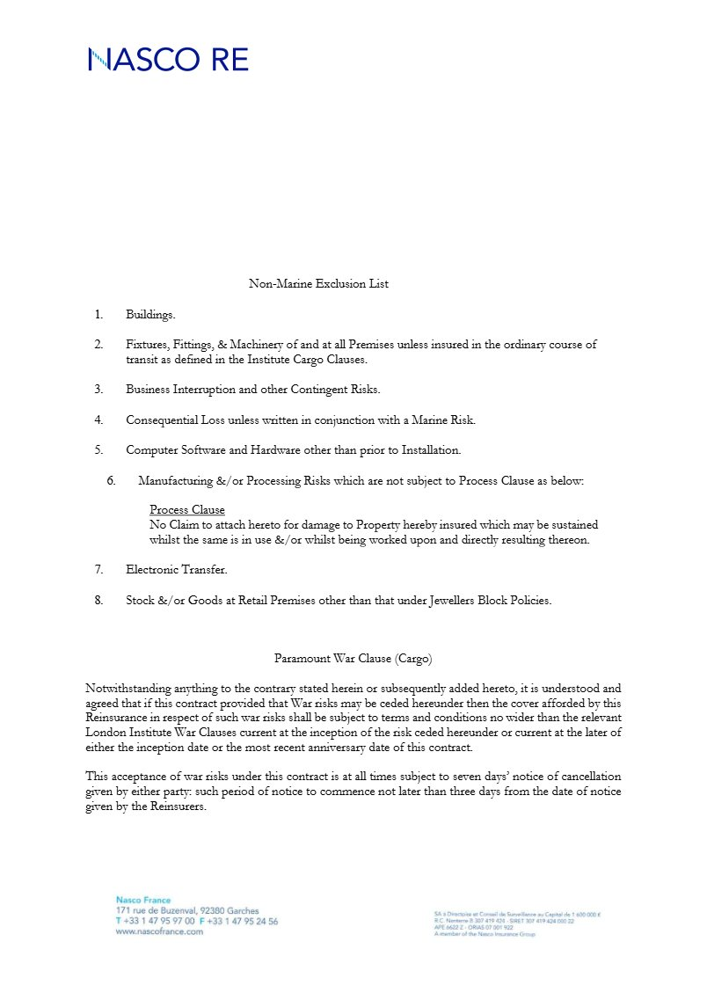 NASCO RE
Non-Marine Exclusion List
1. Buildings.
2. Fixtures, Fittings, & Machinery of and at all Premises unless insured in the ordinary course of
transit as defined in the Institute Cargo Clauses.
3. Business Interruption and other Contingent Risks.
4. Consequential Loss unless written in conjunction with a Marine Risk.
5. Computer Software and Hardware other than prior to Installation.
6. Manufacturing &/or Processing Risks which are not subject to Process Clause as below:
Process Clause
No Claim to attach hereto for damage to Property hereby insured which may be sustained
whilst the same is in use &/or whilst being worked upon and directly resulting thereon.
7. Electronic Transfer.
8. Stock &/or Goods at Retail Premises other than that under Jewellers Block Policies.
Paramount War Clause (Cargo)
Notwithstanding anything to the contrary stated herein or subsequently added hereto, it is understood and
agreed that if this contract provided that War risks may be ceded hereunder then the cover afforded by this
Reinsurance in respect of such war risks shall be subject to terms and conditions no wider than the relevant
London Institute War Clauses current at the inception of the risk ceded hereunder or current at the later of
either the inception date or the most recent anniversary date of this contract.
This acceptance of war risks under this contract is at all times subject to seven days’ notice of cancellation
given by either party: such period of notice to commence not later than three days from the date of notice
given by the Reinsurers.
Nasco France
171 rue de Buzenval, 92380 Garches
T +33 1 47 95 97 00 F +33 1 47 95 24 56
www.nascofrance.com
SA à Directoire et Conseil de Surveillance au Capital de 1 600 000 €
R.C. Nanterre B 307 419 424 - SIRET 307 419 424 000 22
APE 6622 Z - ORIAS 07 001 922
A member of the Nasco Insurance Group